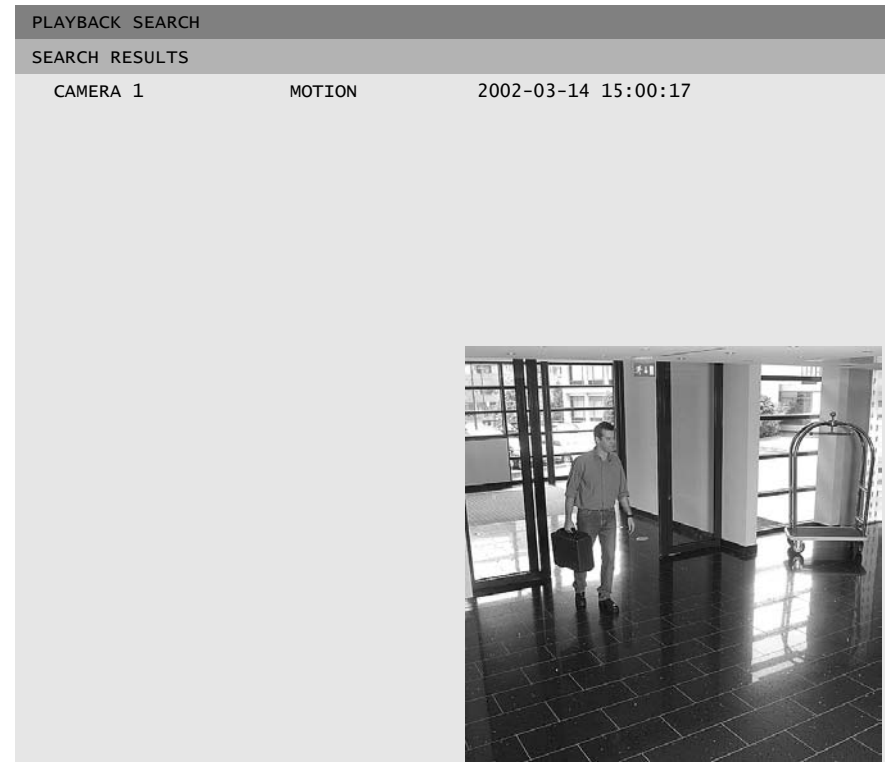 PLAYBACK SEARCH
SEARCH RESULTS
CAMERA 1 MOTION 2002-03-14 15:00:17